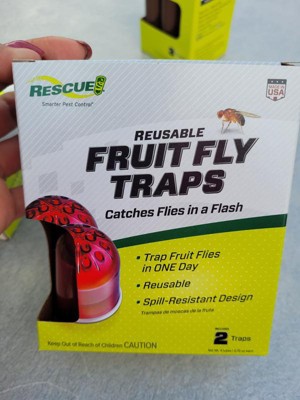 RESCUE!
Smarter Pest Control
MADE IN
USA
REUSABLE
FRUIT FLY
TRAPS
Catches Flies in a Flash
• Trap Fruit Flies
in ONE Day
• Reusable
• Spill-Resistant Design
Trampas de moscas de la fruta
Includes
2 Traps
Keep Out of Reach of Children CAUTION